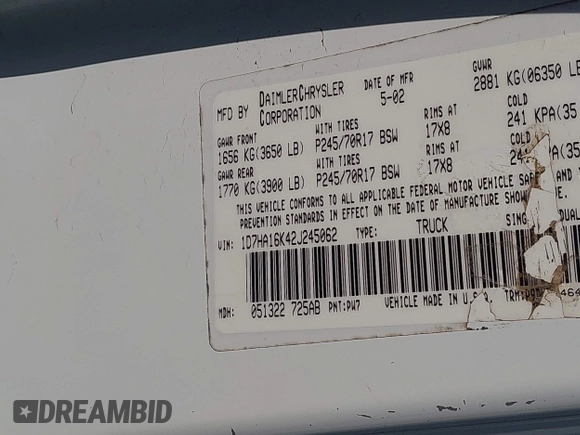 MFD BY DAIMLERCHRYSLER CORPORATION DATE OF MFR 5-02 GVWR 2881 KG(06350 LB
GAWR FRONT WITH TIRES RIMS AT COLD
1656 KG(3650 LB) P245/70R17 BSW 17X8 241 KPA(35
GAWR REAR WITH TIRES RIMS AT COLD
1770 KG(3900 LB) P245/70R17 BSW 17X8 PA(35
THIS VEHICLE CONFORMS TO ALL APPLICABLE FEDERAL MOTOR VEHICLE
PREVENTION STANDARDS IN EFFECT ON THE DATE OF MANUFACTURE SHOW
VIN: 1D7HA16K42J245062 TYPE: TRUCK SING
MDH: 051322 725AB PNT:PW7 VEHICLE MADE IN U.S.
DREAMBID